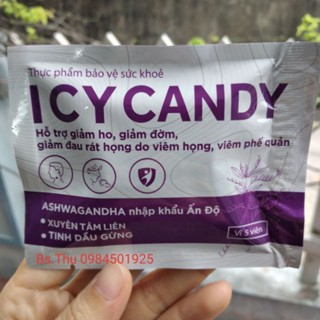 Thực phẩm bảo vệ sức khoẻ
ICY CANDY
Hỗ trợ giảm ho, giảm đờm,
giảm đau rát họng do viêm họng, viêm phế quản
ASHWAGANDHA nhập khẩu Ấn Độ
• XUYÊN TÂM LIÊN
• TINH DẦU GỪNG
Vỉ 5 viên
Bs.Thu 0984501925